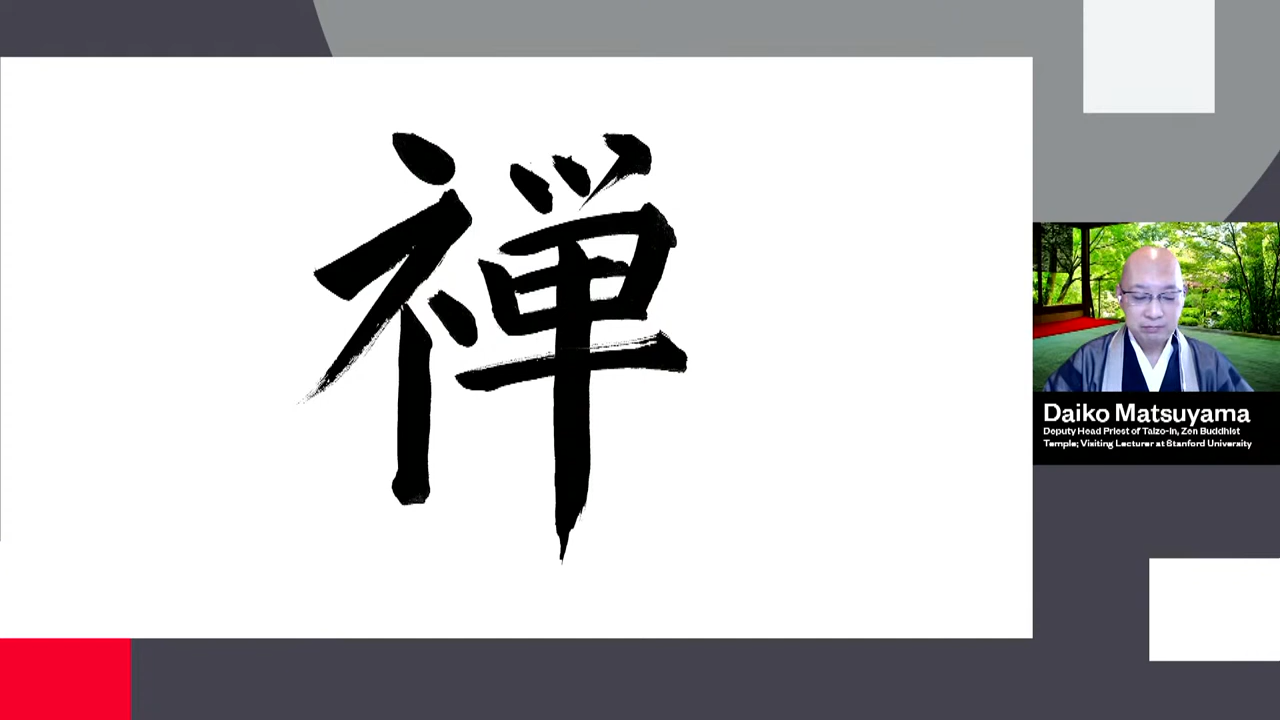 禅
Daiko Matsuyama
Deputy Head Priest of Taizo-in, Zen Buddhist
Temple; Visiting Lecturer at Stanford University